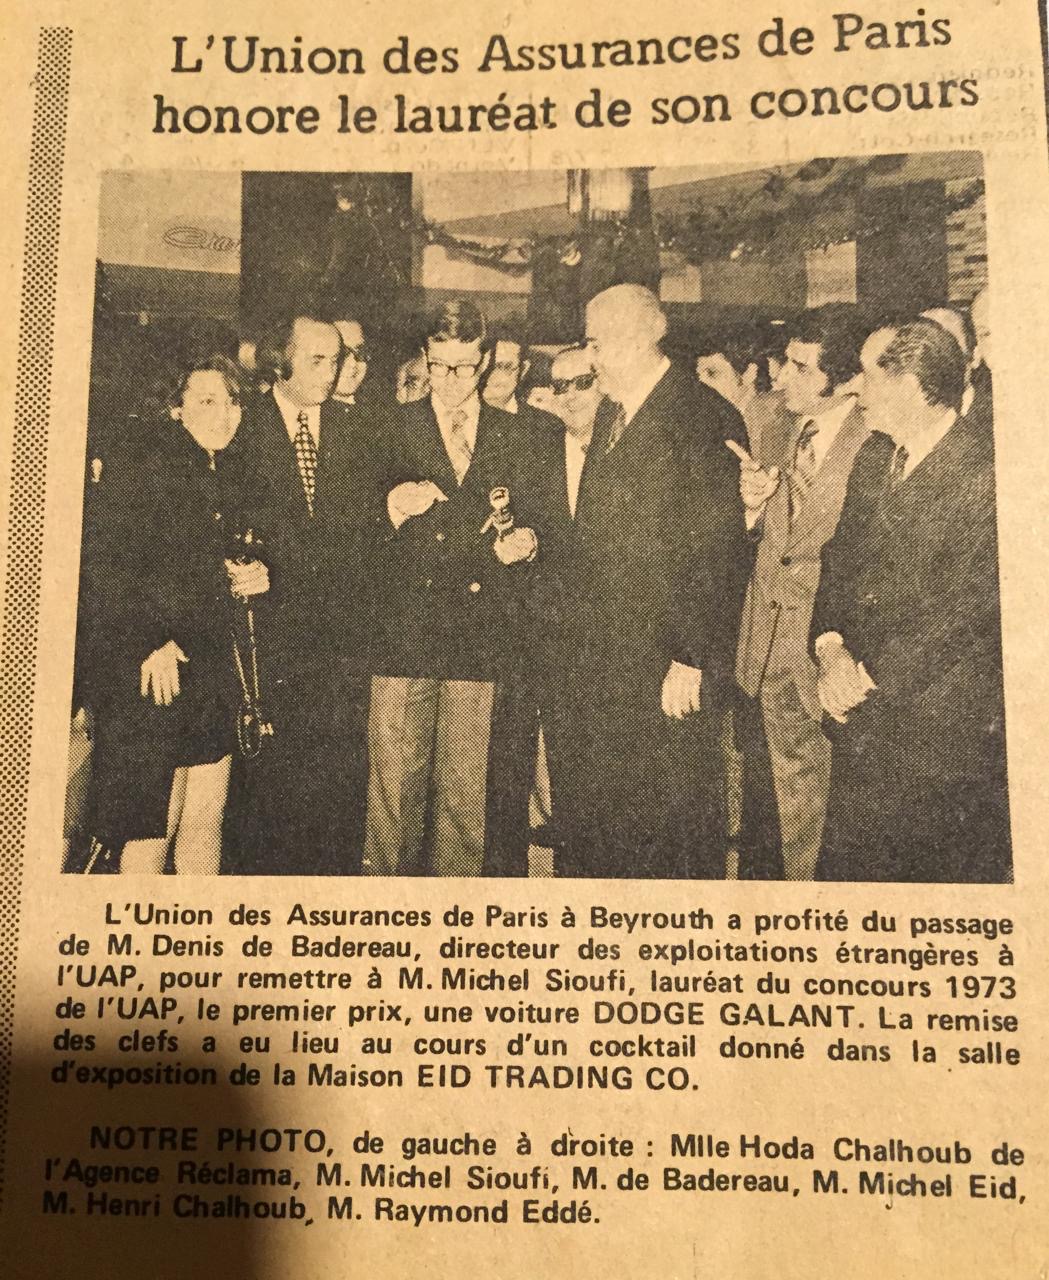 L'Union des Assurances de Paris
honore le lauréat de son concours
L'Union des Assurances de Paris à Beyrouth a profité du passage
de M. Denis de Badereau, directeur des exploitations étrangères à
l'UAP, pour remettre à M. Michel Sioufi, lauréat du concours 1973
de l'UAP, le premier prix, une voiture DODGE GALANT. La remise
des clefs a eu lieu au cours d'un cocktail donné dans la salle
d'exposition de la Maison EID TRADING CO.
NOTRE PHOTO, de gauche à droite : Mlle Hoda Chalhoub de
l'Agence Réclama, M. Michel Sioufi, M. de Badereau, M. Michel Eid,
M. Henri Chalhoub, M. Raymond Eddé.